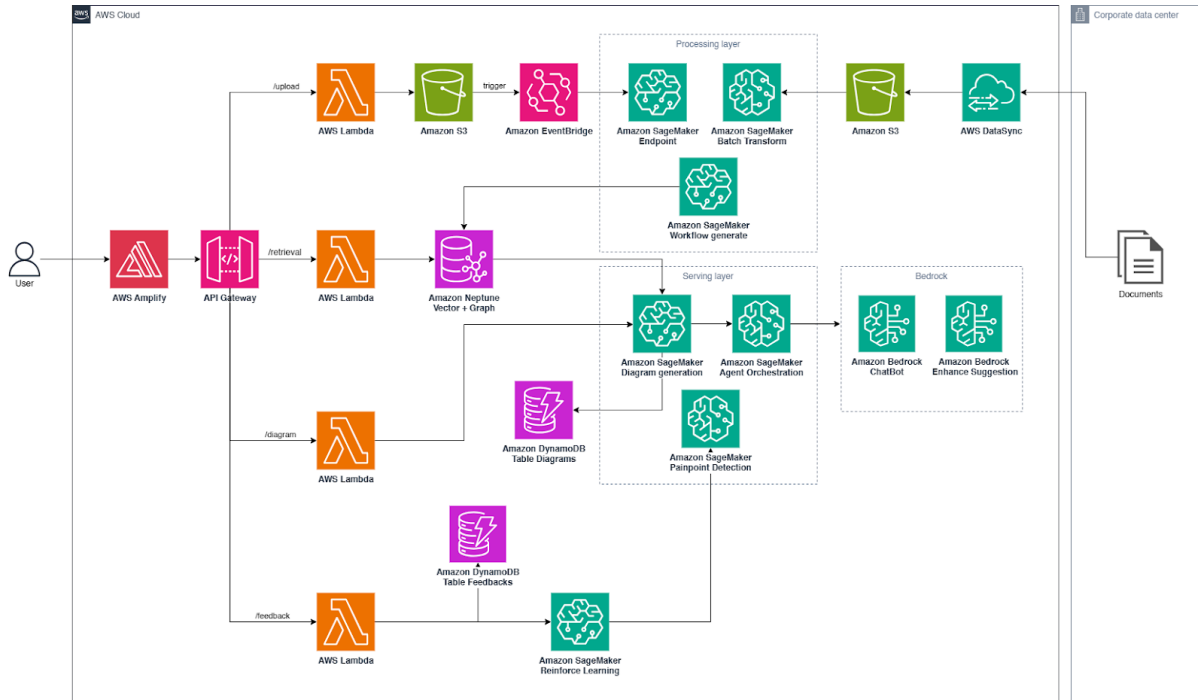 aws
AWS Cloud
Corporate data center
Processing layer
/upload
trigger
AWS Lambda
Amazon S3
Amazon EventBridge
Amazon SageMaker
Endpoint
Amazon SageMaker
Batch Transform
Amazon S3
AWS DataSync
Amazon SageMaker
Workflow generate
/retrieval
User
AWS Amplify
API Gateway
AWS Lambda
Amazon Neptune
Vector + Graph
Documents
Serving layer
Bedrock
Amazon SageMaker
Diagram generation
Amazon SageMaker
Agent Orchestration
Amazon Bedrock
ChatBot
Amazon Bedrock
Enhance Suggestion
/diagram
AWS Lambda
Amazon DynamoDB
Table Diagrams
Amazon SageMaker
Painpoint Detection
Amazon DynamoDB
Table Feedbacks
/feedback
AWS Lambda
Amazon SageMaker
Reinforce Learning